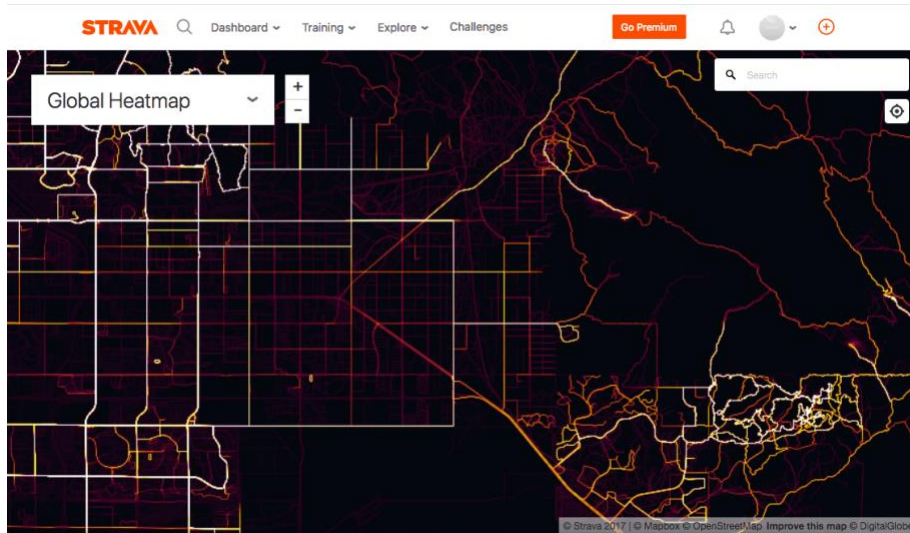 STRAVA Dashboard Training Explore Challenges Go Premium
Global Heatmap
+
-
Search
© Strava 2017 | © Mapbox © OpenStreetMap Improve this map © DigitalGlobe